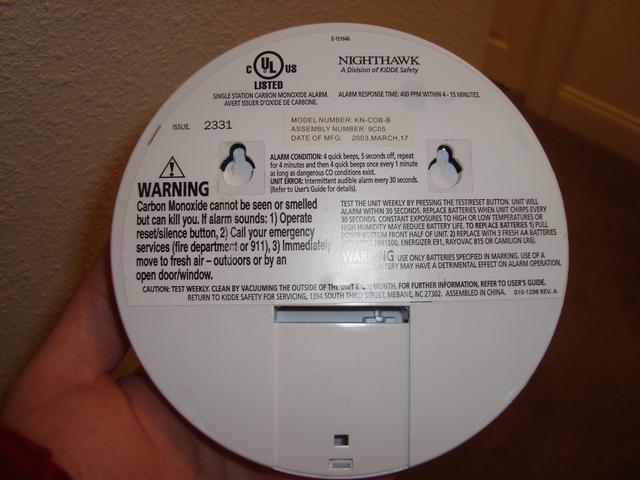 E-151646
C UL US
LISTED
NIGHTHAWK
A Division of KIDDE Safety
SINGLE STATION CARBON MONOXIDE ALARM.
AVERT ISSUER D'OXIDE DE CARBONE.
ALARM RESPONSE TIME: 400 PPM WITHIN 4 - 15 MINUTES.
ISSUE. 2331
MODEL NUMBER: KN-COB-B
ASSEMBLY NUMBER: 9C05
DATE OF MFG: 2003,MARCH,17
ALARM CONDITION: 4 quick beeps, 5 seconds off, repeat
for 4 minutes and then 4 quick beeps once every 1 minute
as long as dangerous CO conditions exist.
UNIT ERROR: Intermittent audible alarm every 30 seconds.
(Refer to User's Guide for details).
WARNING
Carbon Monoxide cannot be seen or smelled
but can kill you. If alarm sounds: 1) Operate
reset/silence button, 2) Call your emergency
services (fire department or 911), 3) Immediately
move to fresh air – outdoors or by an
open door/window.
TEST THE UNIT WEEKLY BY PRESSING THE TEST/RESET BUTTON. UNIT WILL
ALARM WITHIN 30 SECONDS. REPLACE BATTERIES WHEN UNIT CHIRPS EVERY
30 SECONDS. CONSTANT EXPOSURES TO HIGH OR LOW TEMPERATURES OR
HIGH HUMIDITY MAY REDUCE BATTERY LIFE. TO REPLACE BATTERIES 1) PULL
DOWN BOTTOM FRONT HALF OF UNIT. 2) REPLACE WITH 3 FRESH AA BATTERIES
MN1500, ENERGIZER E91, RAYOVAC 815 OR CAMILION LR6).
WARNING USE ONLY BATTERIES SPECIFIED IN MARKING. USE OF A
BATTERY MAY HAVE A DETRIMENTAL EFFECT ON ALARM OPERATION.
CAUTION: TEST WEEKLY. CLEAN BY VACUUMING THE OUTSIDE OF THE UNIT EACH MONTH. FOR FURTHER INFORMATION, REFER TO USER'S GUIDE.
RETURN TO KIDDE SAFETY FOR SERVICING, 1394 SOUTH THIRD STREET, MEBANE, NC 27302. ASSEMBLED IN CHINA. 010-1298 REV. A